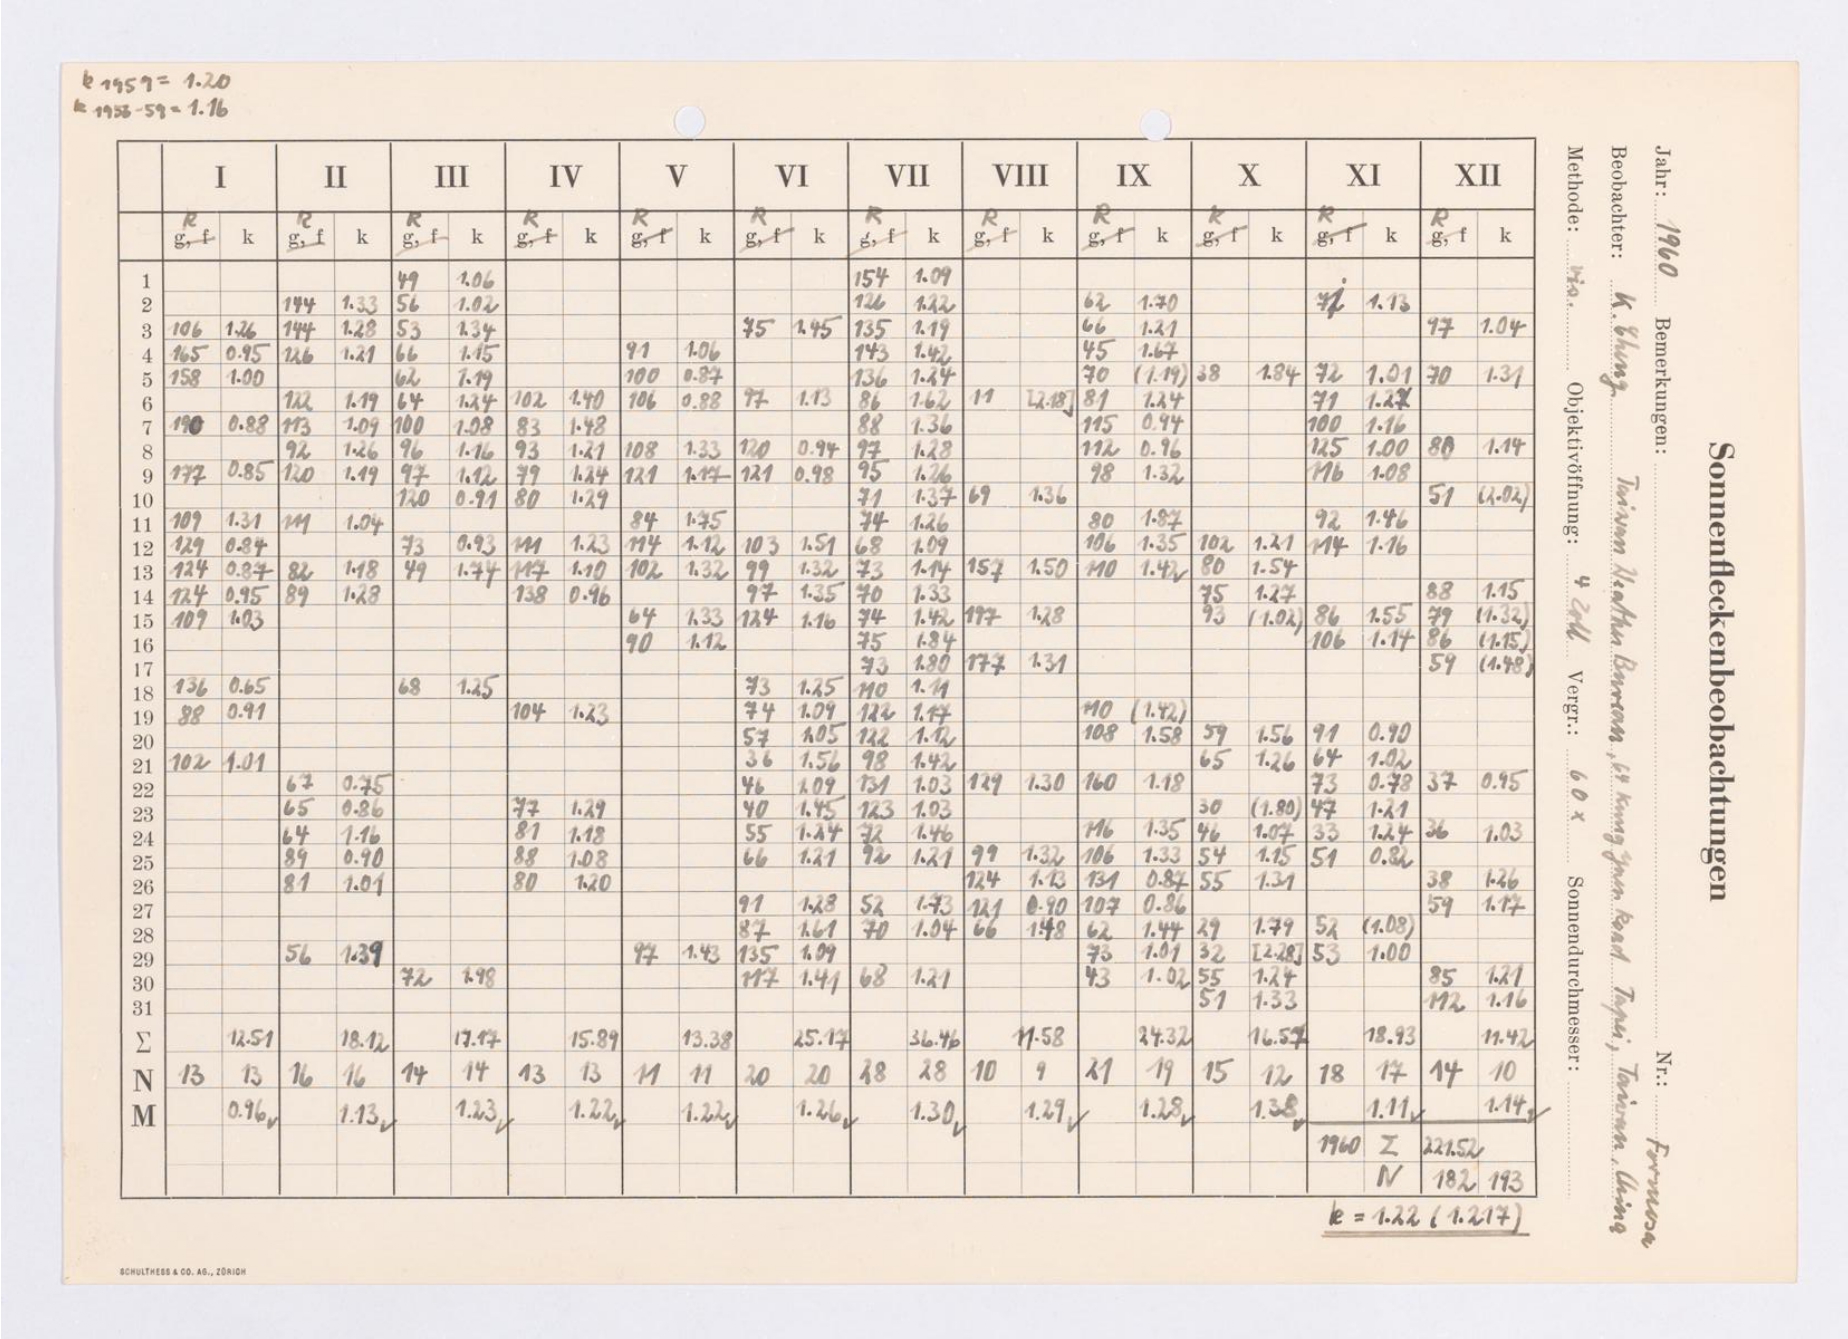 k 1959 = 1.20
k 1956-59 = 1.16
Sonnenfleckenbeobachtungen
Jahr: 1960 Bemerkungen: Nr.: Formosa
Beobachter: K. Chung Taiwan Weather Bureau, 64 Kung Yuen Road Taipei, Taiwan, China
Methode: vis. Objektivöffnung: 4 Zoll Vergr.: 60 x Sonnendurchmesser:
I II III IV V VI VII VIII IX X XI XII
R R R R R R R R R R R R
g, f k g, f k g, f k g, f k g, f k g, f k g, f k g, f k g, f k g, f k g, f k g, f k
1 49 1.06 154 1.09
2 144 1.33 56 1.02 126 1.22 62 1.70 71 1.13
3 106 1.26 144 1.28 53 1.34 75 1.45 135 1.19 66 1.21 97 1.04
4 165 0.95 126 1.21 66 1.15 91 1.06 143 1.42 45 1.67
5 158 1.00 62 1.19 100 0.87 136 1.24 70 (1.19) 38 1.84 72 1.01 70 1.31
6 122 1.19 64 1.24 102 1.40 106 0.88 97 1.13 86 1.62 11 [2.18] 81 1.24 71 1.27
7 190 0.88 113 1.09 100 1.08 83 1.48 88 1.36 115 0.94 100 1.16
8 92 1.26 96 1.16 93 1.21 108 1.33 120 0.94 97 1.28 112 0.96 125 1.00 80 1.14
9 177 0.85 120 1.19 97 1.12 79 1.24 121 1.17 121 0.98 95 1.26 98 1.32 116 1.08
10 120 0.91 80 1.29 71 1.37 69 1.36 51 (2.02)
11 109 1.31 111 1.04 84 1.75 74 1.26 80 1.87 92 1.46
12 129 0.84 73 0.93 111 1.23 114 1.12 103 1.51 68 1.09 106 1.35 102 1.21 114 1.16
13 124 0.87 82 1.18 49 1.74 117 1.10 102 1.32 99 1.32 73 1.14 157 1.50 110 1.42 80 1.54
14 124 0.95 89 1.28 138 0.96 97 1.35 70 1.33 75 1.27 88 1.15
15 109 1.03 64 1.33 124 1.16 74 1.42 197 1.28 93 (1.02) 86 1.55 79 (1.32)
16 90 1.12 75 1.84 106 1.14 86 (1.15)
17 73 1.80 177 1.31 59 (1.48)
18 136 0.65 68 1.25 73 1.25 110 1.11
19 88 0.91 104 1.23 74 1.09 122 1.17 110 (1.42)
20 57 1.05 122 1.12 108 1.58 59 1.56 91 0.90
21 102 1.01 36 1.56 98 1.42 65 1.26 64 1.02
22 67 0.75 46 1.09 131 1.03 129 1.30 160 1.18 73 0.78 37 0.95
23 65 0.86 77 1.29 40 1.45 123 1.03 30 (1.80) 47 1.21
24 64 1.16 81 1.18 55 1.24 72 1.46 116 1.35 46 1.07 33 1.24 36 1.03
25 89 0.90 88 1.08 66 1.21 92 1.21 99 1.32 106 1.33 54 1.15 51 0.82
26 81 1.01 80 1.20 124 1.13 131 0.87 55 1.31 38 1.26
27 91 1.28 52 1.73 121 0.90 107 0.86 59 1.17
28 87 1.61 70 1.04 66 1.48 62 1.44 29 1.79 52 (1.08)
29 56 1.39 97 1.43 135 1.09 73 1.01 32 [2.28] 53 1.00
30 72 1.98 117 1.41 68 1.21 43 1.02 55 1.24 85 1.21
31 51 1.33 112 1.16
Σ 12.51 18.12 17.17 15.89 13.38 25.17 36.46 11.58 24.32 16.57 18.93 11.42
N 13 13 16 16 14 14 13 13 11 11 20 20 28 28 10 9 21 19 15 12 18 17 14 10
M 0.96 1.13 1.23 1.22 1.22 1.26 1.30 1.29 1.28 1.38 1.11 1.14
1960 Σ 221.52
N 182 193
k = 1.22 (1.217)
SCHULTHESS & CO. AG., ZÜRICH